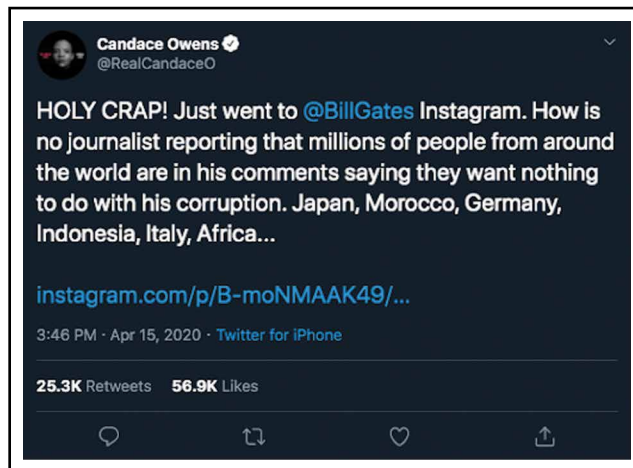 Candace Owens
@RealCandaceO
HOLY CRAP! Just went to @BillGates Instagram. How is
no journalist reporting that millions of people from around
the world are in his comments saying they want nothing
to do with his corruption. Japan, Morocco, Germany,
Indonesia, Italy, Africa...
instagram.com/p/B-moNMAAK49/...
3:46 PM · Apr 15, 2020 · Twitter for iPhone
25.3K Retweets 56.9K Likes